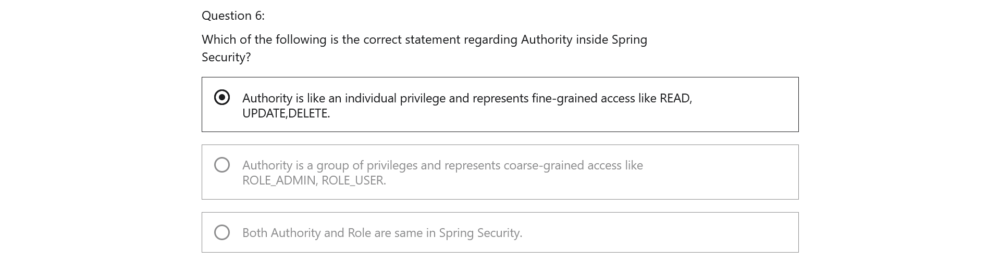 Question 6:
Which of the following is the correct statement regarding Authority inside Spring
Security?
Authority is like an individual privilege and represents fine-grained access like READ,
UPDATE,DELETE.
Authority is a group of privileges and represents coarse-grained access like
ROLE_ADMIN, ROLE_USER.
Both Authority and Role are same in Spring Security.